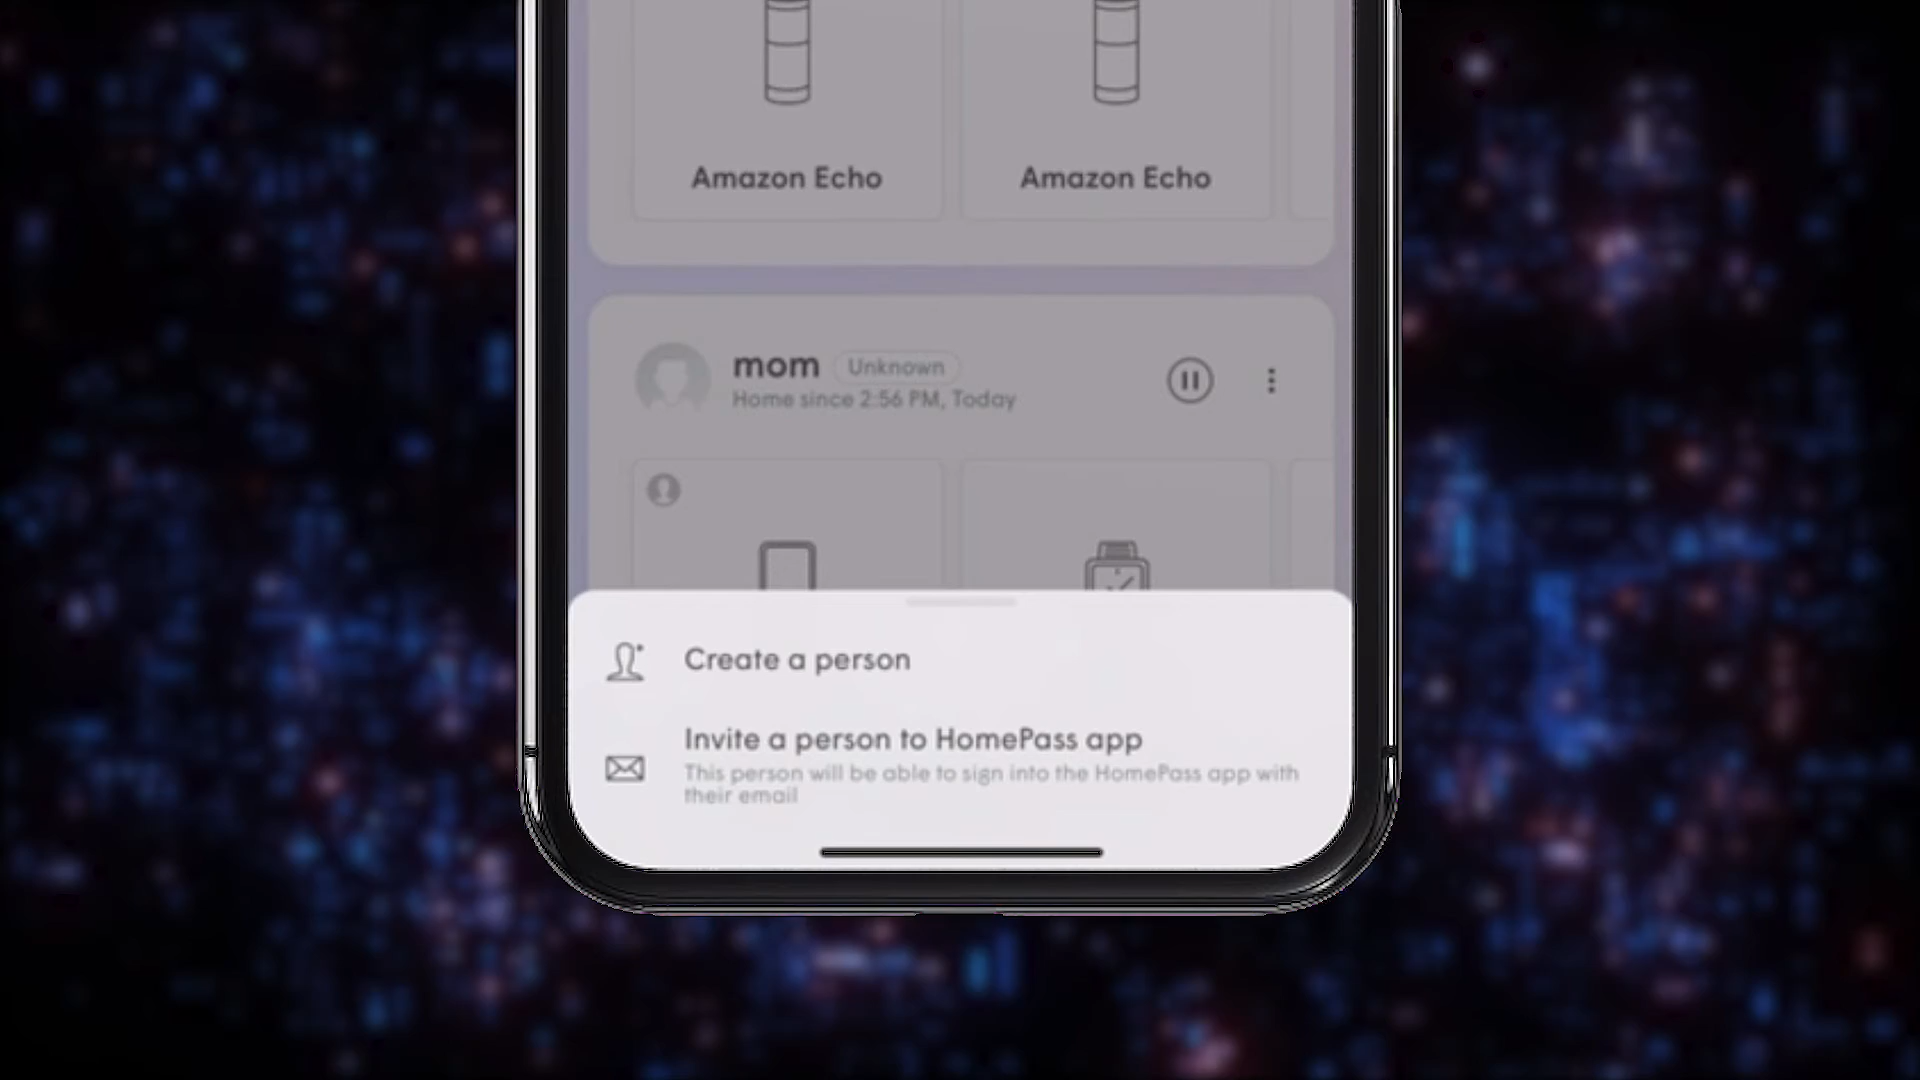 Amazon Echo
Amazon Echo
mom Unknown
Home since 2:56 PM, Today
Create a person
Invite a person to HomePass app
This person will be able to sign into the HomePass app with
their email